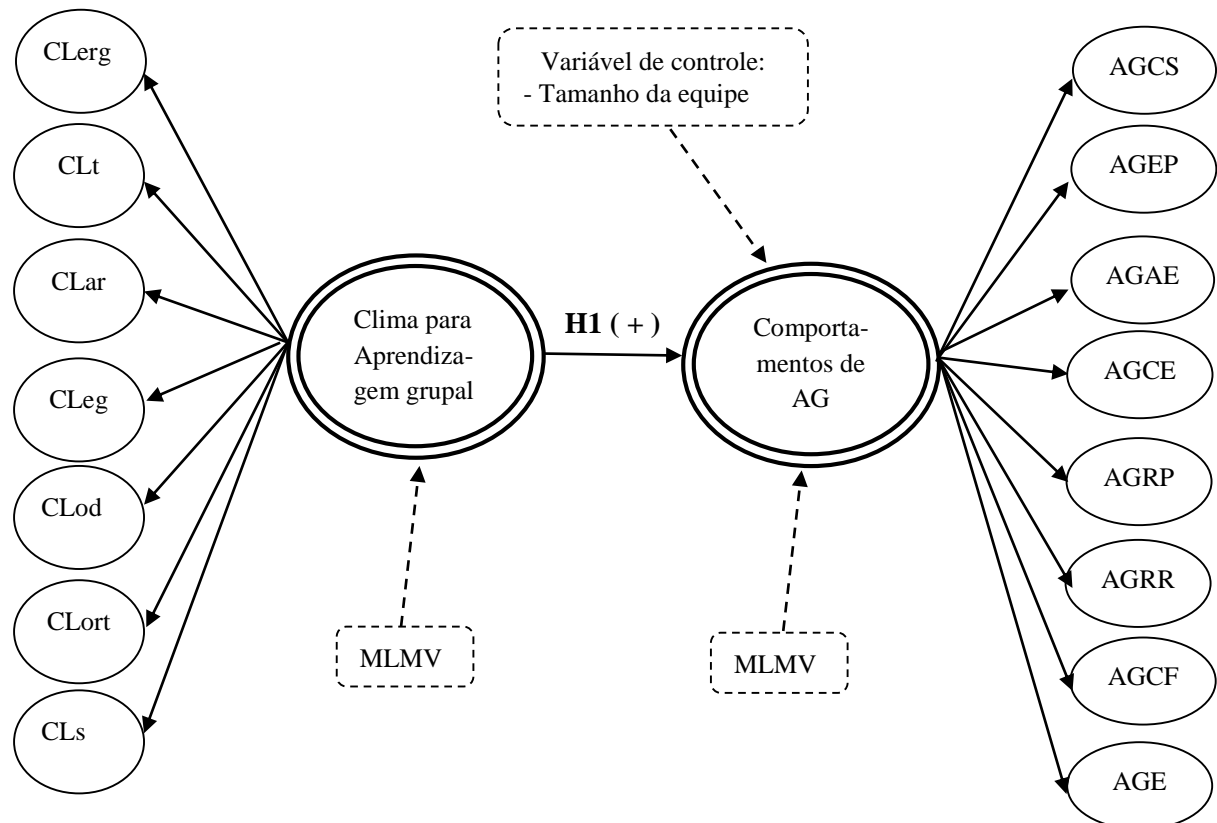 CLerg
CLt
CLar
CLeg
CLod
CLort
CLs
Clima para
Aprendiza-
gem grupal
MLMV
H1 ( + )
Variável de controle:
- Tamanho da equipe
Comporta-
mentos de
AG
MLMV
AGCS
AGEP
AGAE
AGCE
AGRP
AGRR
AGCF
AGE